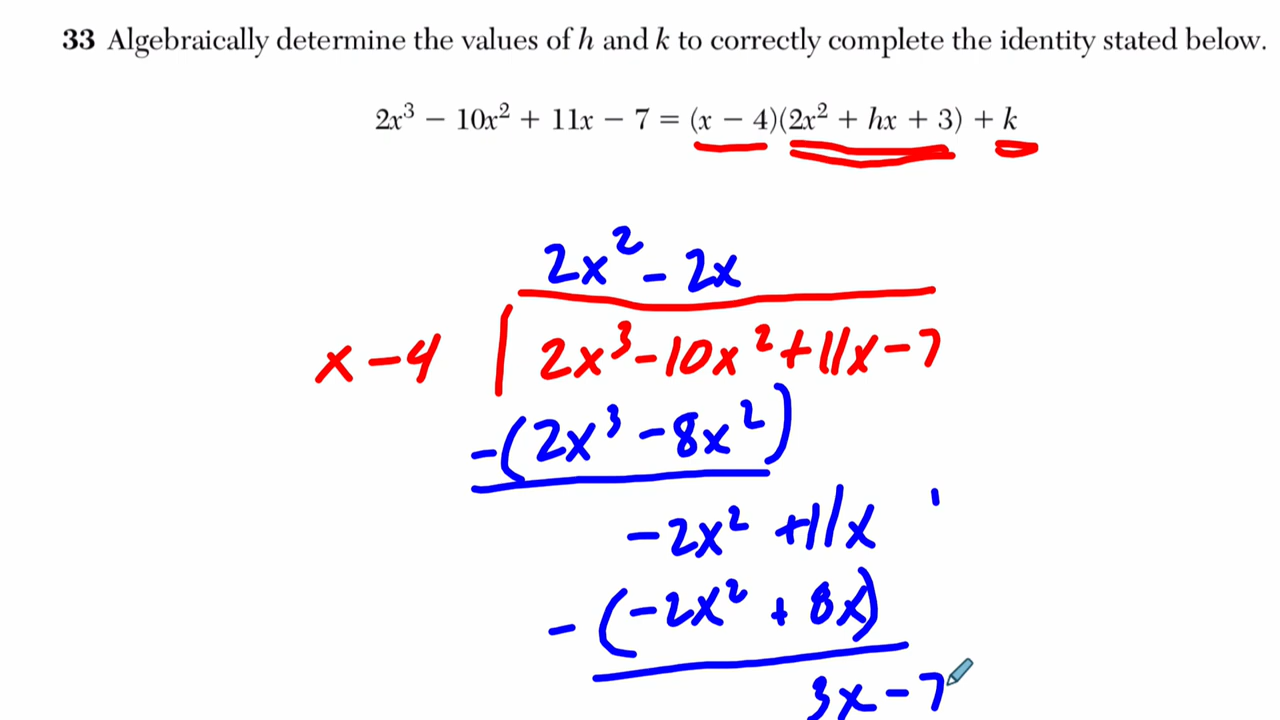 33 Algebraically determine the values of h and k to correctly complete the identity stated below.
2x³ − 10x² + 11x − 7 = (x − 4)(2x² + hx + 3) + k
2x² − 2x
x − 4 2x³ − 10x² + 11x − 7
−(2x³ − 8x²)
−2x² + 11x
−(−2x² + 8x)
3x − 7